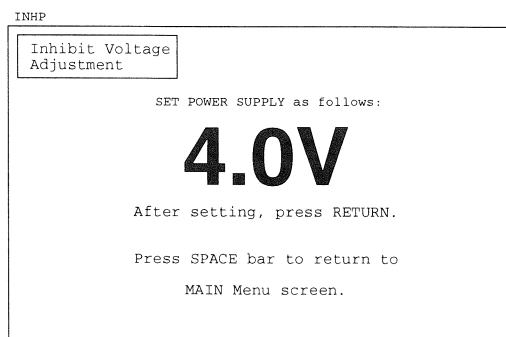 INHP
Inhibit Voltage
Adjustment
SET POWER SUPPLY as follows:
4.0V
After setting, press RETURN.
Press SPACE bar to return to
MAIN Menu screen.